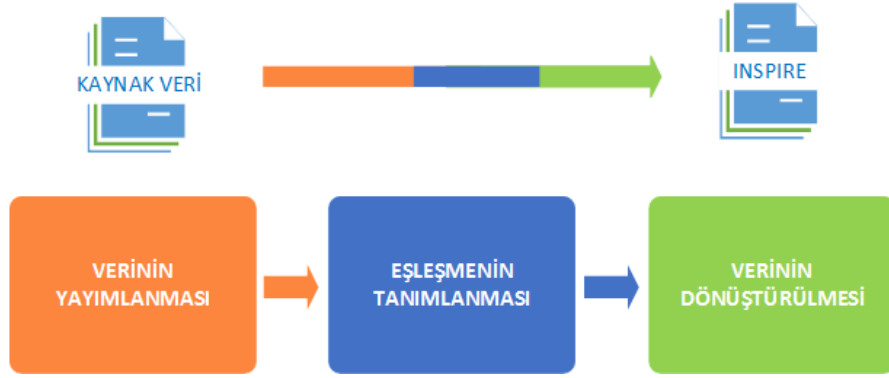 KAYNAK VERİ
INSPIRE
VERİNİN
YAYIMLANMASI
EŞLEŞMENİN
TANIMLANMASI
VERİNİN
DÖNÜŞTÜRÜLMESİ